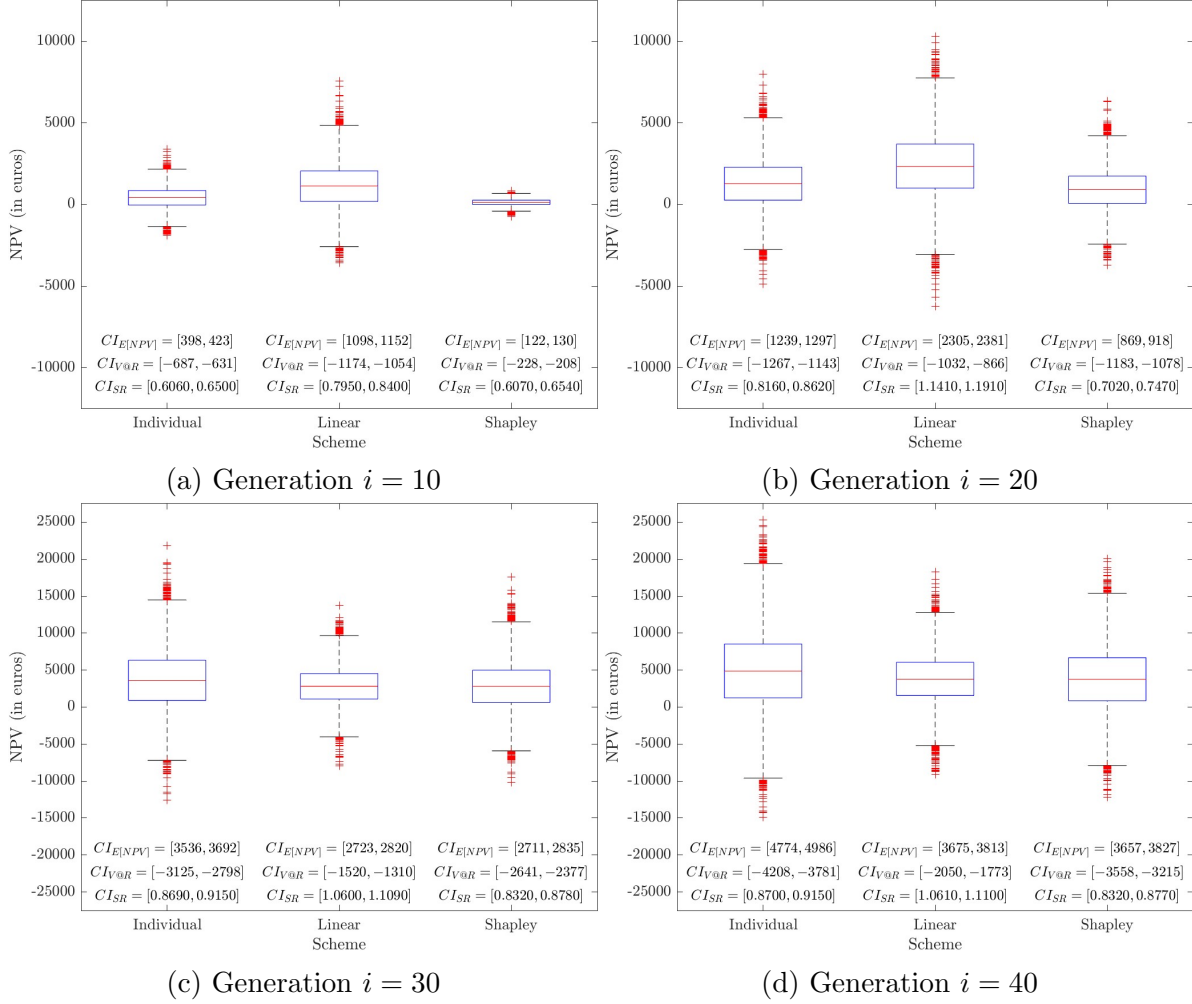 10000
5000
0
-5000
-10000
NPV (in euros)
CI_{E[NPV]} = [398, 423]
CI_{E[NPV]} = [1098, 1152]
CI_{E[NPV]} = [122, 130]
CI_{V@R} = [−687, −631]
CI_{V@R} = [−1174, −1054]
CI_{V@R} = [−228, −208]
CI_{SR} = [0.6060, 0.6500]
CI_{SR} = [0.7950, 0.8400]
CI_{SR} = [0.6070, 0.6540]
Individual
Linear
Shapley
Scheme
(a) Generation i = 10
10000
5000
0
-5000
-10000
NPV (in euros)
CI_{E[NPV]} = [1239, 1297]
CI_{E[NPV]} = [2305, 2381]
CI_{E[NPV]} = [869, 918]
CI_{V@R} = [−1267, −1143]
CI_{V@R} = [−1032, −866]
CI_{V@R} = [−1183, −1078]
CI_{SR} = [0.8160, 0.8620]
CI_{SR} = [1.1410, 1.1910]
CI_{SR} = [0.7020, 0.7470]
Individual
Linear
Shapley
Scheme
(b) Generation i = 20
25000
20000
15000
10000
5000
0
-5000
-10000
-15000
-20000
-25000
NPV (in euros)
CI_{E[NPV]} = [3536, 3692]
CI_{E[NPV]} = [2723, 2820]
CI_{E[NPV]} = [2711, 2835]
CI_{V@R} = [−3125, −2798]
CI_{V@R} = [−1520, −1310]
CI_{V@R} = [−2641, −2377]
CI_{SR} = [0.8690, 0.9150]
CI_{SR} = [1.0600, 1.1090]
CI_{SR} = [0.8320, 0.8780]
Individual
Linear
Shapley
Scheme
(c) Generation i = 30
25000
20000
15000
10000
5000
0
-5000
-10000
-15000
-20000
-25000
NPV (in euros)
CI_{E[NPV]} = [4774, 4986]
CI_{E[NPV]} = [3675, 3813]
CI_{E[NPV]} = [3657, 3827]
CI_{V@R} = [−4208, −3781]
CI_{V@R} = [−2050, −1773]
CI_{V@R} = [−3558, −3215]
CI_{SR} = [0.8700, 0.9150]
CI_{SR} = [1.0610, 1.1100]
CI_{SR} = [0.8320, 0.8770]
Individual
Linear
Shapley
Scheme
(d) Generation i = 40